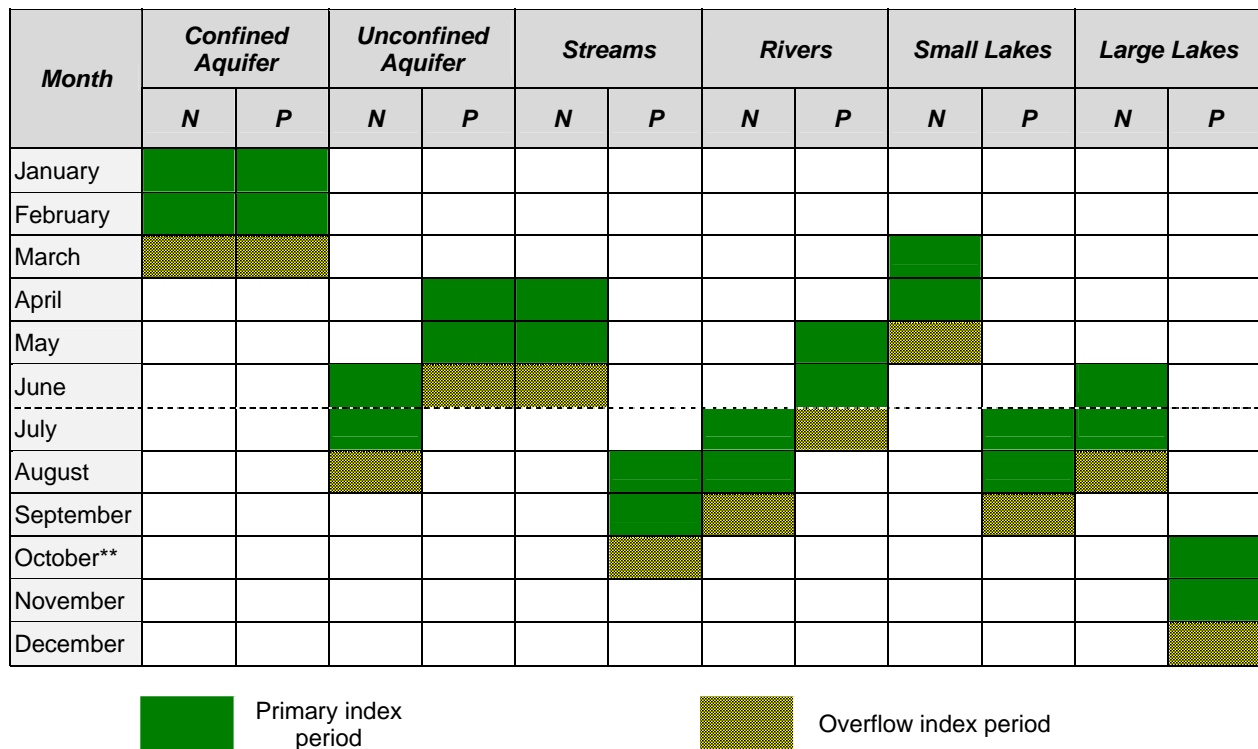 Month
Confined Aquifer
Unconfined Aquifer
Streams
Rivers
Small Lakes
Large Lakes
N P N P N P N P N P N P
January
February
March
April
May
June
July
August
September
October**
November
December
Primary index period
Overflow index period